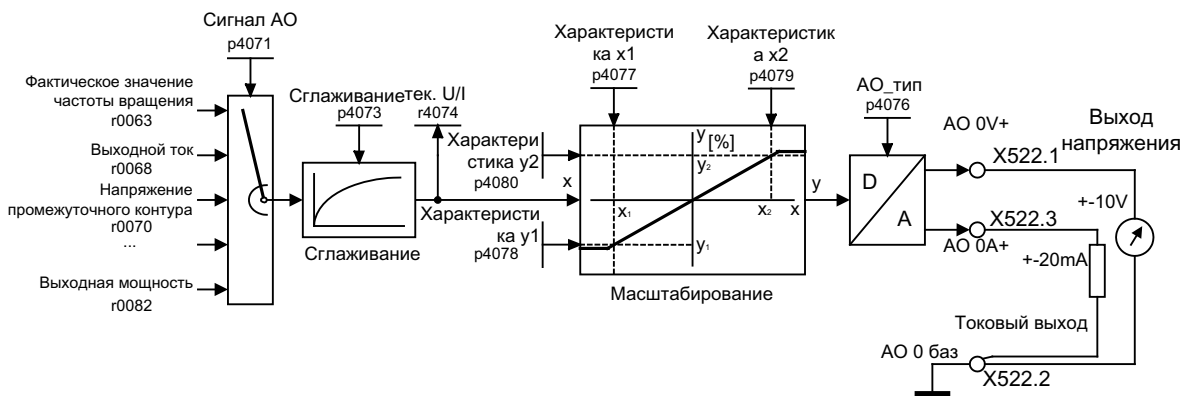 Сигнал АО
p4071
Фактическое значение
частоты вращения
r0063
Выходной ток
r0068
Напряжение
промежуточного контура
r0070
...
Выходная мощность
r0082
Сглаживание
p4073
тек. U/I
r4074
Сглаживание
Характери
стика y2
p4080
x
Характеристи
ка y1
p4078
Характеристи
ка x1
p4077
Характеристик
а x2
p4079
y
[%]
y₂
x₁
x₂
x
y₁
Масштабирование
y
АО_тип
p4076
D
A
АО 0V+
X522.1
Выход
напряжения
+-10V
X522.3
АО 0A+
+-20mA
Токовый выход
АО 0 баз
X522.2